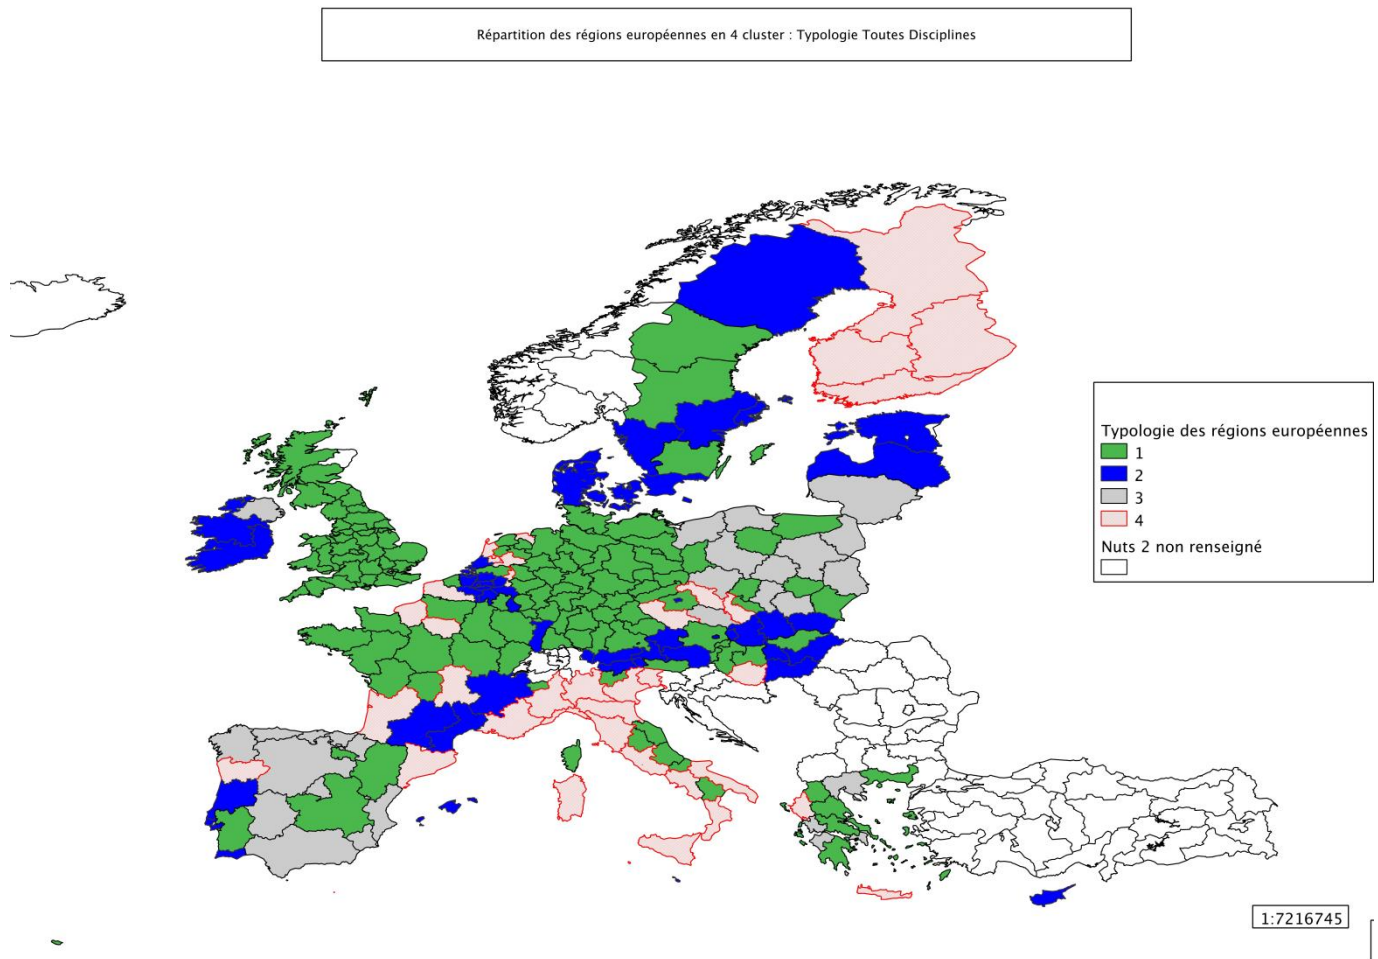 Répartition des régions européennes en 4 cluster : Typologie Toutes Disciplines
Typologie des régions européennes
1
2
3
4
Nuts 2 non renseigné
1:7216745